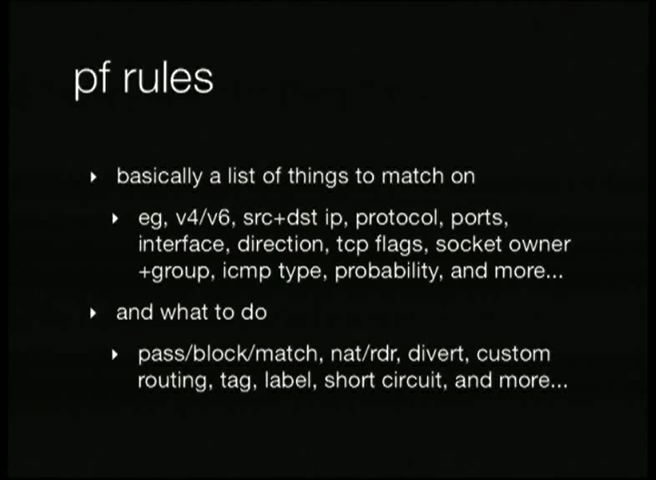 pf rules
basically a list of things to match on
eg, v4/v6, src+dst ip, protocol, ports,
interface, direction, tcp flags, socket owner
+group, icmp type, probability, and more...
and what to do
pass/block/match, nat/rdr, divert, custom
routing, tag, label, short circuit, and more...